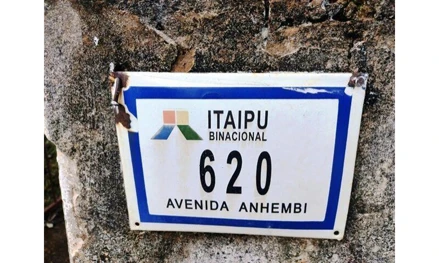 ITAIPU
BINACIONAL
620
AVENIDA ANHEMBI